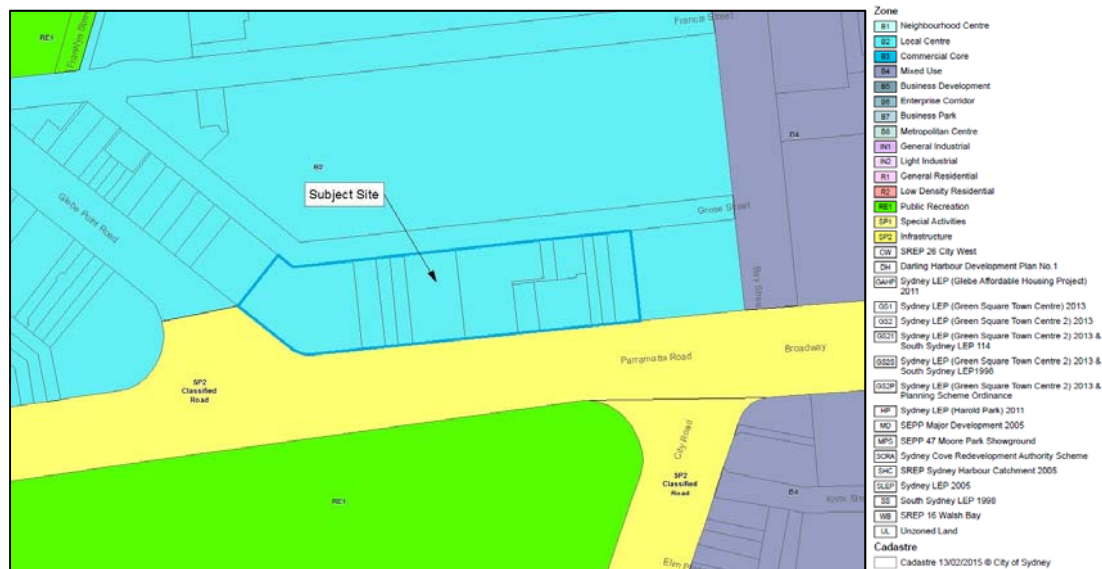 Franklyn Street
RE1
Francis Street
B4
B2
Subject Site
Glebe Point Road
Grose Street
Bay Street
Parramatta Road
Broadway
SP2
Classified
Road
City Road
SP2
Classified
Road
RE1
B4
Zone
B1 Neighbourhood Centre
B2 Local Centre
B3 Commercial Core
B4 Mixed Use
B5 Business Development
B6 Enterprise Corridor
B7 Business Park
B8 Metropolitan Centre
IN1 General Industrial
IN2 Light Industrial
R1 General Residential
R2 Low Density Residential
RE1 Public Recreation
SP1 Special Activities
SP2 Infrastructure
CW SREP 26 City West
DH Darling Harbour Development Plan No.1
GAHP Sydney LEP (Glebe Affordable Housing Project)
2011
GS1 Sydney LEP (Green Square Town Centre) 2013
GS2 Sydney LEP (Green Square Town Centre 2) 2013
GS21 Sydney LEP (Green Square Town Centre 2) 2013 &
South Sydney LEP 114
GS2S Sydney LEP (Green Square Town Centre 2) 2013 &
South Sydney LEP1998
GS2P Sydney LEP (Green Square Town Centre 2) 2013 &
Planning Scheme Ordinance
HP Sydney LEP (Harold Park) 2011
MD SEPP Major Development 2005
MPS SEPP 47 Moore Park Showground
SCRA Sydney Cove Redevelopment Authority Scheme
SHC SREP Sydney Harbour Catchment 2005
SLEP Sydney LEP 2005
SS South Sydney LEP 1998
WB SREP 16 Walsh Bay
UL Unzoned Land
Cadastre
Cadastre 13/02/2015 © City of Sydney